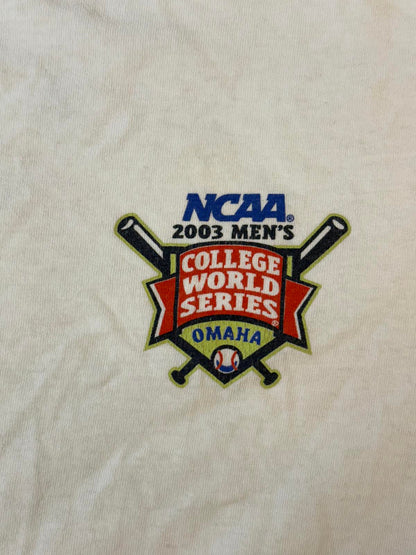 NCAA®
2003 MEN'S
COLLEGE
WORLD
SERIES®
OMAHA